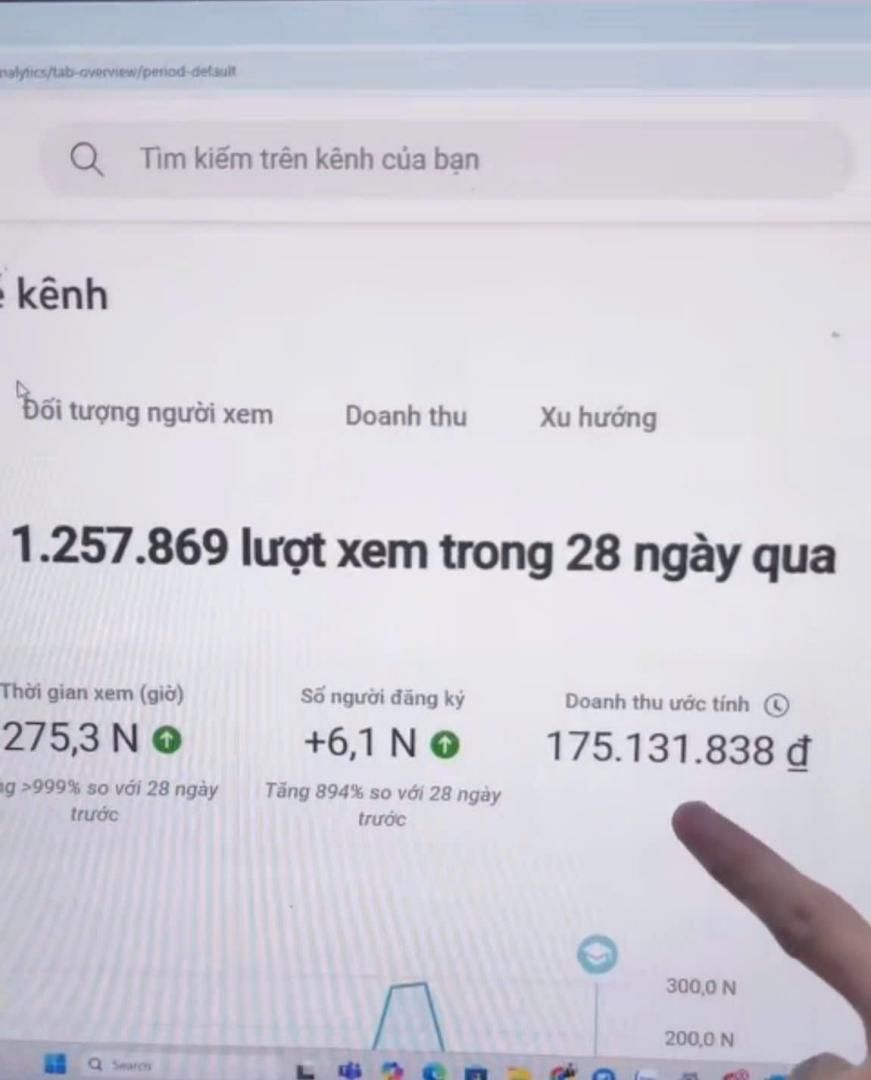 nalytics/tab-overview/period-default
Tìm kiếm trên kênh của bạn
kênh
Đối tượng người xem Doanh thu Xu hướng
1.257.869 lượt xem trong 28 ngày qua
Thời gian xem (giờ) Số người đăng ký Doanh thu ước tính
275,3 N +6,1 N 175.131.838 đ
ng >999% so với 28 ngày Tăng 894% so với 28 ngày
trước trước
300,0 N
200,0 N
Search